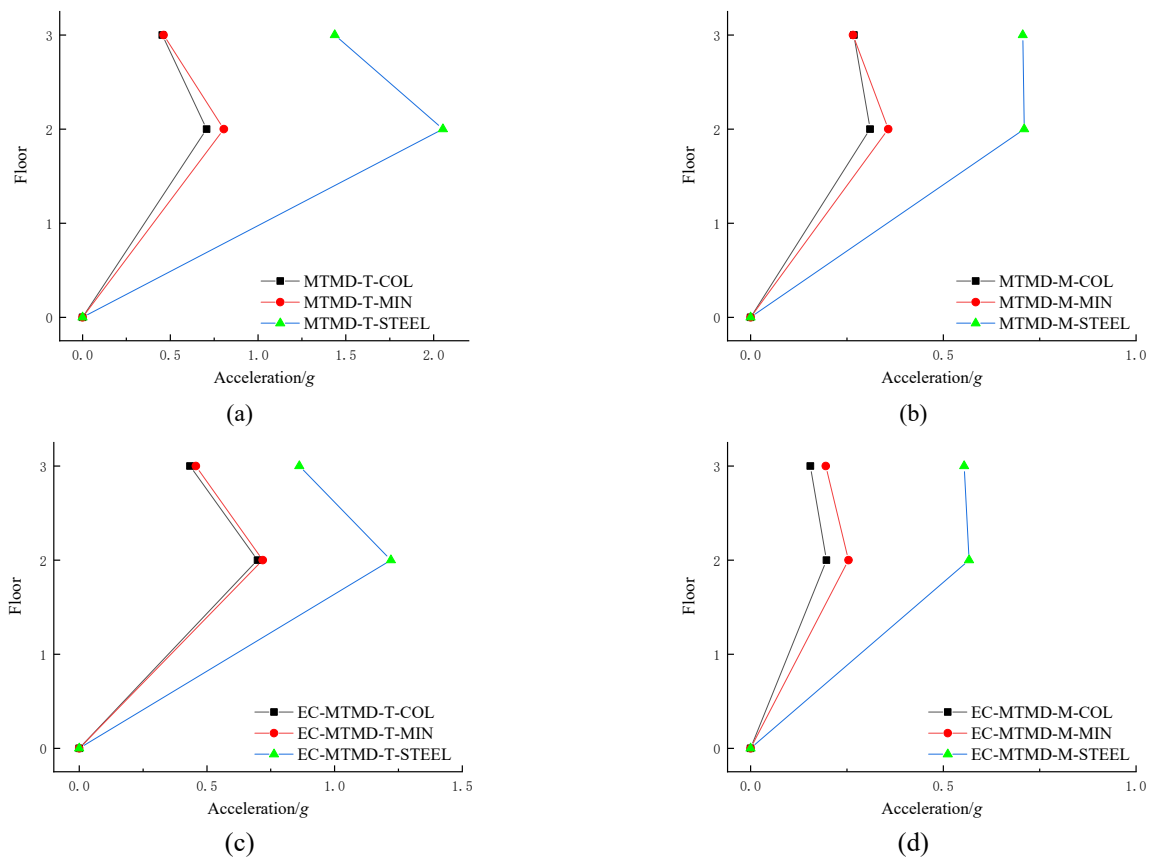 3
2
1
0
Floor
0.0 0.5 1.0 1.5 2.0
Acceleration/g
MTMD-T-COL
MTMD-T-MIN
MTMD-T-STEEL
(a)
3
2
1
0
Floor
0.0 0.5 1.0
Acceleration/g
MTMD-M-COL
MTMD-M-MIN
MTMD-M-STEEL
(b)
3
2
1
0
Floor
0.0 0.5 1.0 1.5
Acceleration/g
EC-MTMD-T-COL
EC-MTMD-T-MIN
EC-MTMD-T-STEEL
(c)
3
2
1
0
Floor
0.0 0.5 1.0
Acceleration/g
EC-MTMD-M-COL
EC-MTMD-M-MIN
EC-MTMD-M-STEEL
(d)